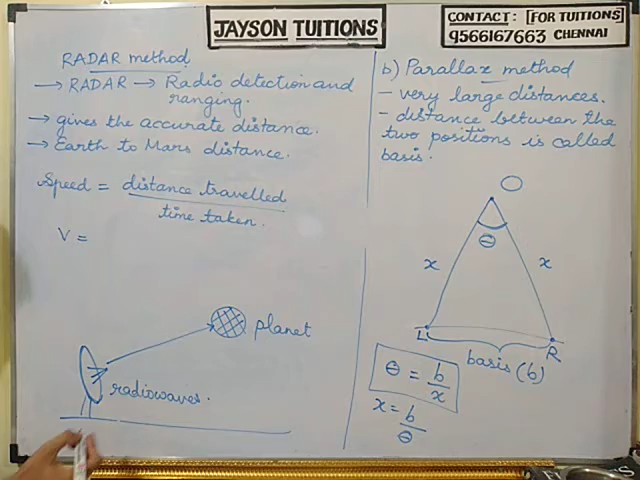 JAYSON TUITIONS
CONTACT: [FOR TUITIONS]
9566167663 CHENNAI
RADAR method
→ RADAR → Radio detection and
ranging.
→ gives the accurate distance.
→ Earth to Mars distance.
Speed = distance travelled
time taken.
V =
planet
radiowaves.
b) Parallax method
- very large distances.
- distance between the
two positions is called
basis.
θ
x x
L R
basis (b)
θ = b/x
x = b/θ